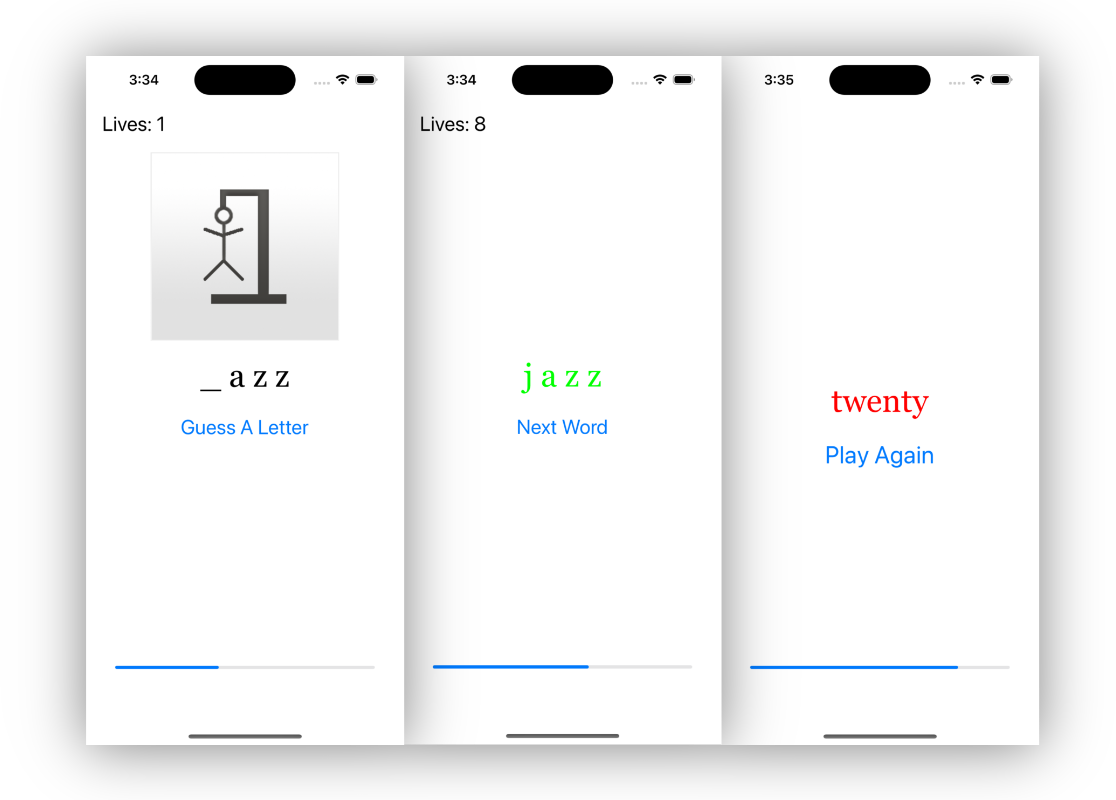 3:34
Lives: 1
_ a z z
Guess A Letter
3:34
Lives: 8
j a z z
Next Word
3:35
twenty
Play Again